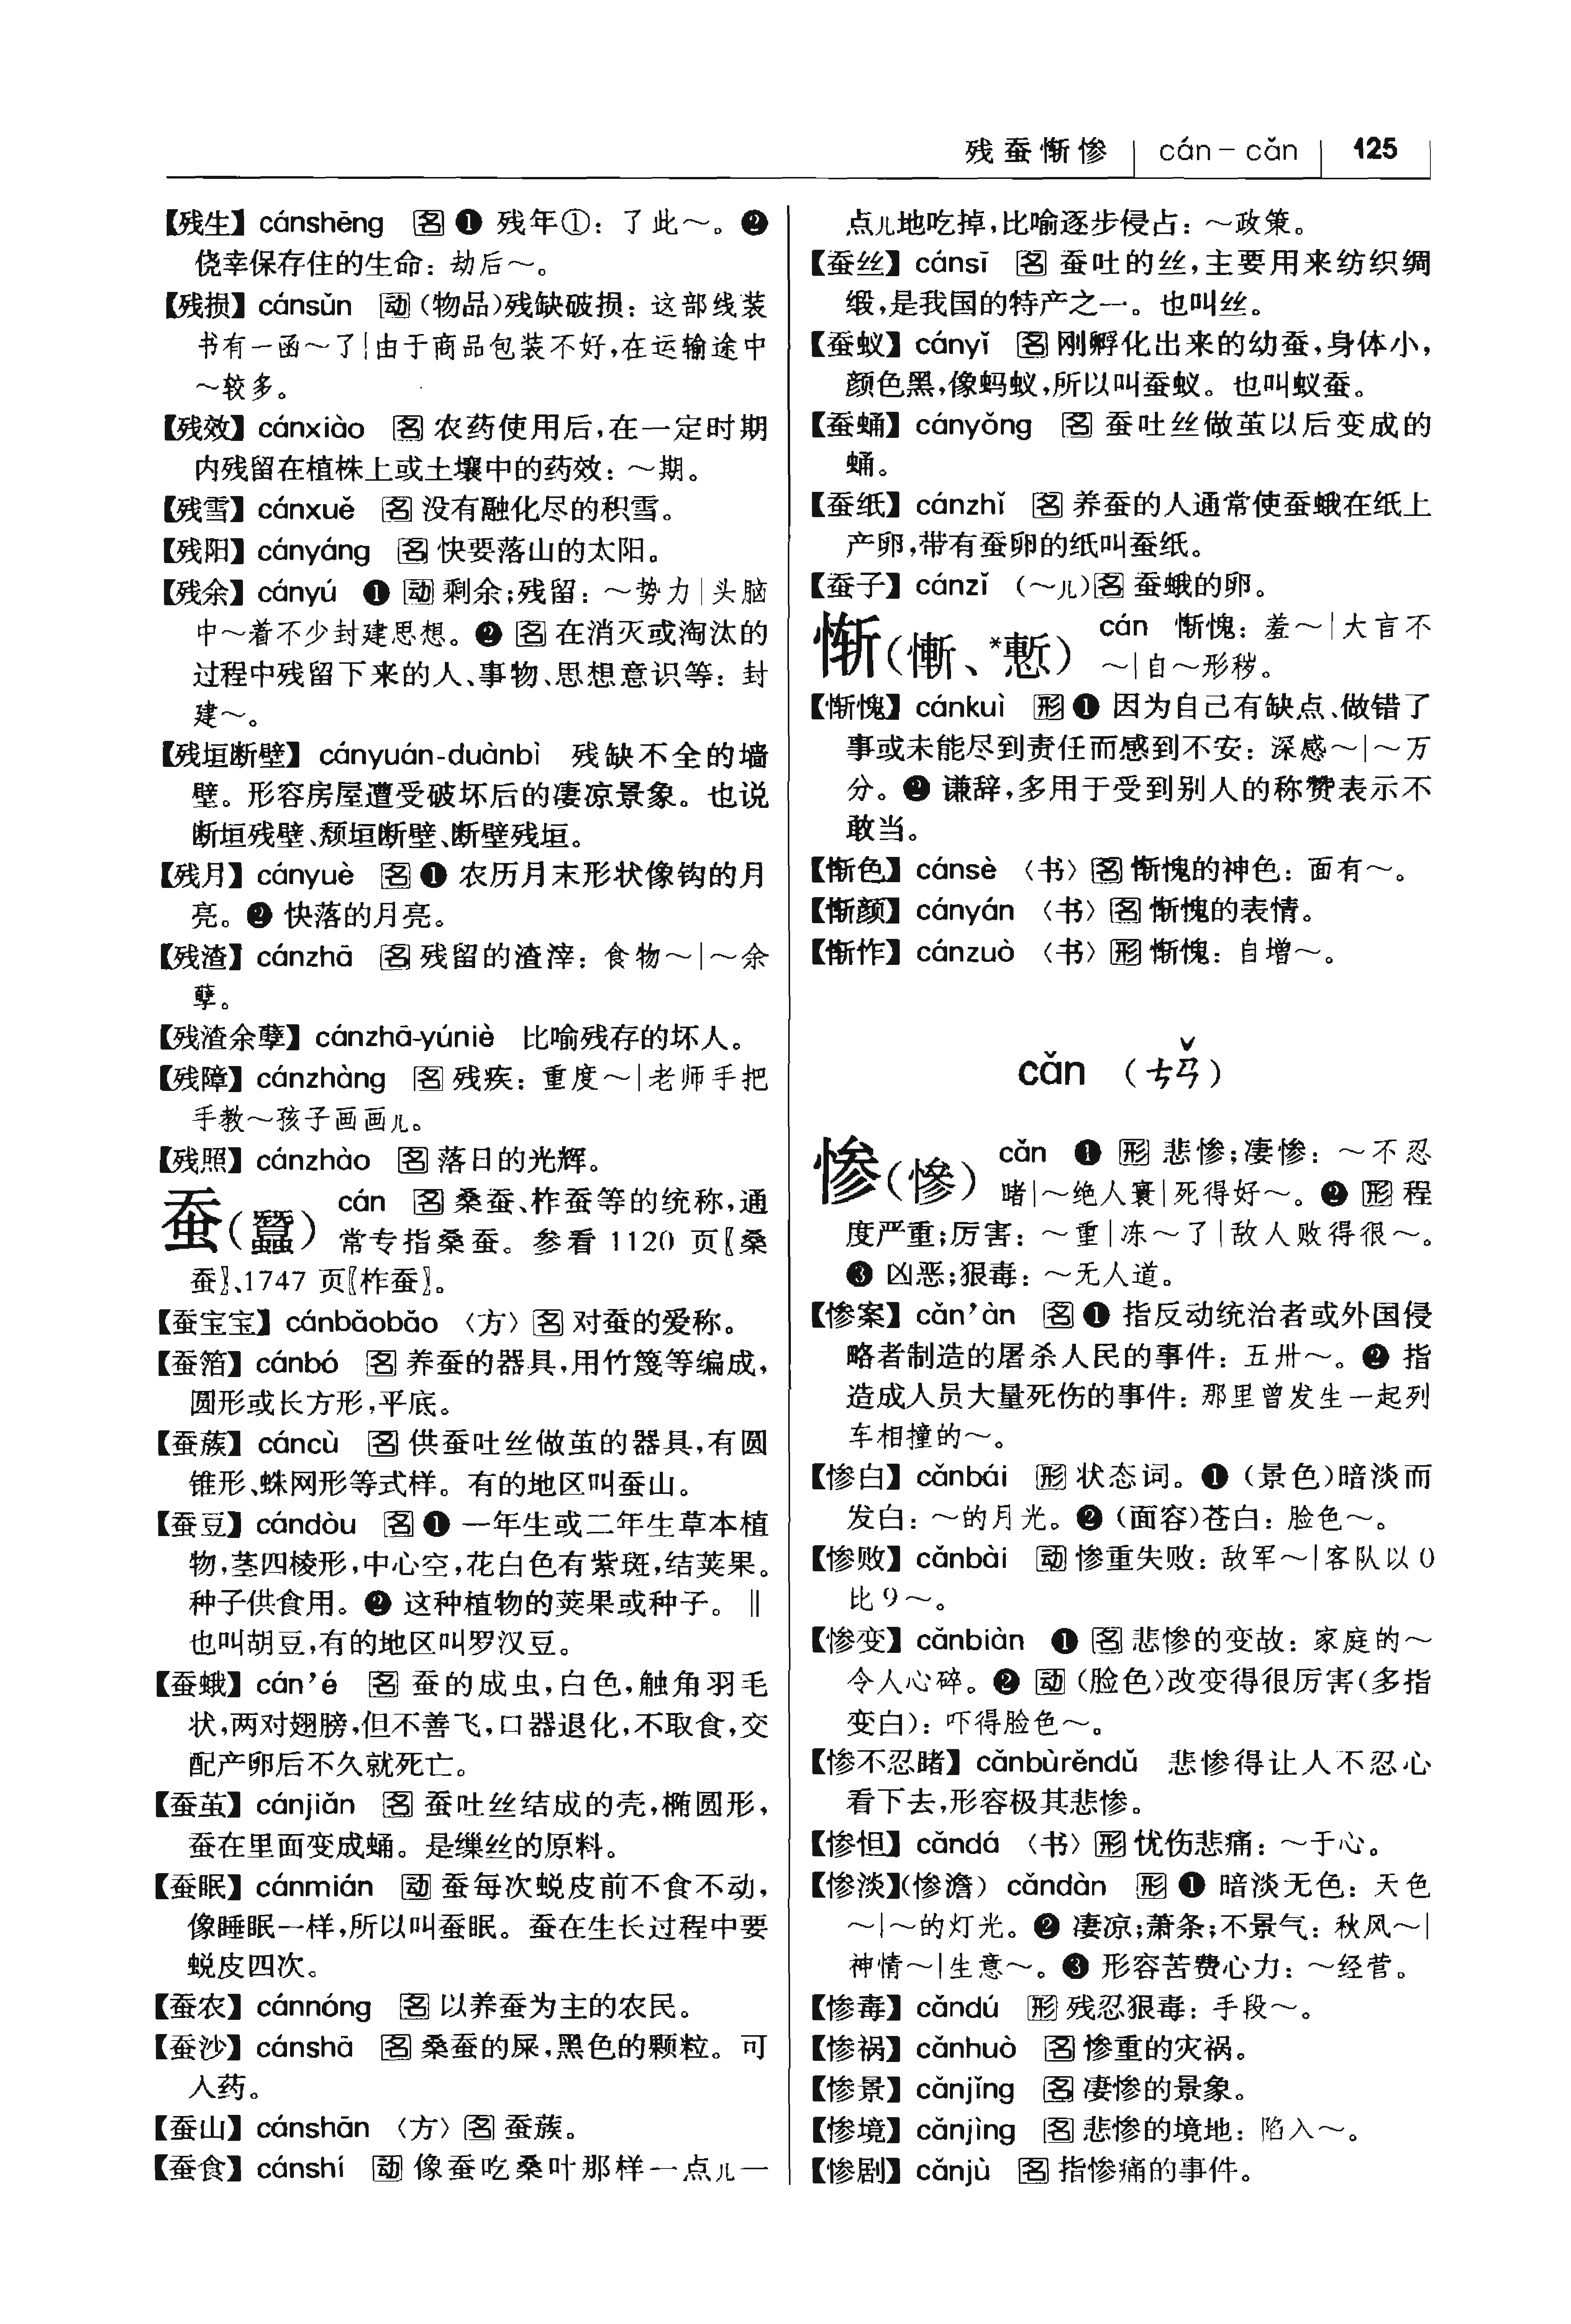 残蚕惭惨 cán－cǎn 125
【残生】cánshēng 名❶ 残年①：了此～。❷
侥幸保存住的生命：劫后～。
【残损】cánsǔn 动（物品）残缺破损：这部线装
书有一函～了|由于商品包装不好，在运输途中
～较多。
【残效】cánxiào 名 农药使用后，在一定时期
内残留在植株上或土壤中的药效：～期。
【残雪】cánxuě 名 没有融化尽的积雪。
【残阳】cányáng 名 快要落山的太阳。
【残余】cányú ❶ 动 剩余；残留：～势力|头脑
中～着不少封建思想。❷ 名 在消灭或淘汰的
过程中残留下来的人、事物、思想意识等：封
建～。
【残垣断壁】cányuán-duànbì 残缺不全的墙
壁。形容房屋遭受破坏后的凄凉景象。也说
断垣残壁、颓垣断壁、断壁残垣。
【残月】cányuè 名❶ 农历月末形状像钩的月
亮。❷ 快落的月亮。
【残渣】cánzhā 名 残留的渣滓：食物～|～余
孽。
【残渣余孽】cánzhā-yúniè 比喻残存的坏人。
【残障】cánzhàng 名 残疾：重度～|老师手把
手教～孩子画画儿。
【残照】cánzhào 名 落日的光辉。
蚕（蠶） cán 名 桑蚕、柞蚕等的统称，通
常专指桑蚕。参看1120页〖桑
蚕〗、1747页〖柞蚕〗。
【蚕宝宝】cánbǎobǎo 〈方〉名 对蚕的爱称。
【蚕箔】cánbó 名 养蚕的器具，用竹篾等编成，
圆形或长方形，平底。
【蚕蔟】cáncù 名 供蚕吐丝做茧的器具，有圆
锥形、蛛网形等式样。有的地区叫蚕山。
【蚕豆】cándòu 名❶ 一年生或二年生草本植
物，茎四棱形，中心空，花白色有紫斑，结荚果。
种子供食用。❷ 这种植物的荚果或种子。‖
也叫胡豆，有的地区叫罗汉豆。
【蚕蛾】cán’é 名 蚕的成虫，白色，触角羽毛
状，两对翅膀，但不善飞，口器退化，不取食，交
配产卵后不久就死亡。
【蚕茧】cánjiǎn 名 蚕吐丝结成的壳，椭圆形，
蚕在里面变成蛹。是缫丝的原料。
【蚕眠】cánmián 动 蚕每次蜕皮前不食不动，
像睡眠一样，所以叫蚕眠。蚕在生长过程中要
蜕皮四次。
【蚕农】cánnóng 名 以养蚕为主的农民。
【蚕沙】cánshā 名 桑蚕的屎，黑色的颗粒。可
入药。
【蚕山】cánshān 〈方〉名 蚕蔟。
【蚕食】cánshí 动 像蚕吃桑叶那样一点儿一
点儿地吃掉，比喻逐步侵占：～政策。
【蚕丝】cánsī 名 蚕吐的丝，主要用来纺织绸
缎，是我国的特产之一。也叫丝。
【蚕蚁】cányǐ 名 刚孵化出来的幼蚕，身体小，
颜色黑，像蚂蚁，所以叫蚕蚁。也叫蚁蚕。
【蚕蛹】cányǒng 名 蚕吐丝做茧以后变成的
蛹。
【蚕纸】cánzhǐ 名 养蚕的人通常使蚕蛾在纸上
产卵，带有蚕卵的纸叫蚕纸。
【蚕子】cánzǐ （～儿）名 蚕蛾的卵。
惭（慚、*慙） cán 惭愧：羞～|大言不
～|自～形秽。
【惭愧】cánkuì 形❶ 因为自己有缺点、做错了
事或未能尽到责任而感到不安：深感～|～万
分。❷ 谦辞，多用于受到别人的称赞表示不
敢当。
【惭色】cánsè 〈书〉名 惭愧的神色：面有～。
【惭颜】cányán 〈书〉名 惭愧的表情。
【惭怍】cánzuò 〈书〉形 惭愧：自增～。
cǎn （ㄘㄢˇ）
惨（慘） cǎn ❶ 形 悲惨；凄惨：～不忍
睹|～绝人寰|死得好～。❷ 形 程
度严重；厉害：～重|冻～了|敌人败得很～。
❸ 凶恶；狠毒：～无人道。
【惨案】cǎn’àn 名❶ 指反动统治者或外国侵
略者制造的屠杀人民的事件：五卅～。❷ 指
造成人员大量死伤的事件：那里曾发生一起列
车相撞的～。
【惨白】cǎnbái 形 状态词。❶（景色）暗淡而
发白：～的月光。❷（面容）苍白：脸色～。
【惨败】cǎnbài 动 惨重失败：敌军～|客队以0
比9～。
【惨变】cǎnbiàn ❶ 名 悲惨的变故：家庭的～
令人心碎。❷ 动（脸色）改变得很厉害（多指
变白）：吓得脸色～。
【惨不忍睹】cǎnbùrěndǔ 悲惨得让人不忍心
看下去，形容极其悲惨。
【惨怛】cǎndá 〈书〉形 忧伤悲痛：～于心。
【惨淡】（惨澹）cǎndàn 形❶ 暗淡无色：天色
～|～的灯光。❷ 凄凉；萧条；不景气：秋风～|
神情～|生意～。❸ 形容苦费心力：～经营。
【惨毒】cǎndú 形 残忍狠毒：手段～。
【惨祸】cǎnhuò 名 惨重的灾祸。
【惨景】cǎnjǐng 名 凄惨的景象。
【惨境】cǎnjìng 名 悲惨的境地：陷入～。
【惨剧】cǎnjù 名 指惨痛的事件。